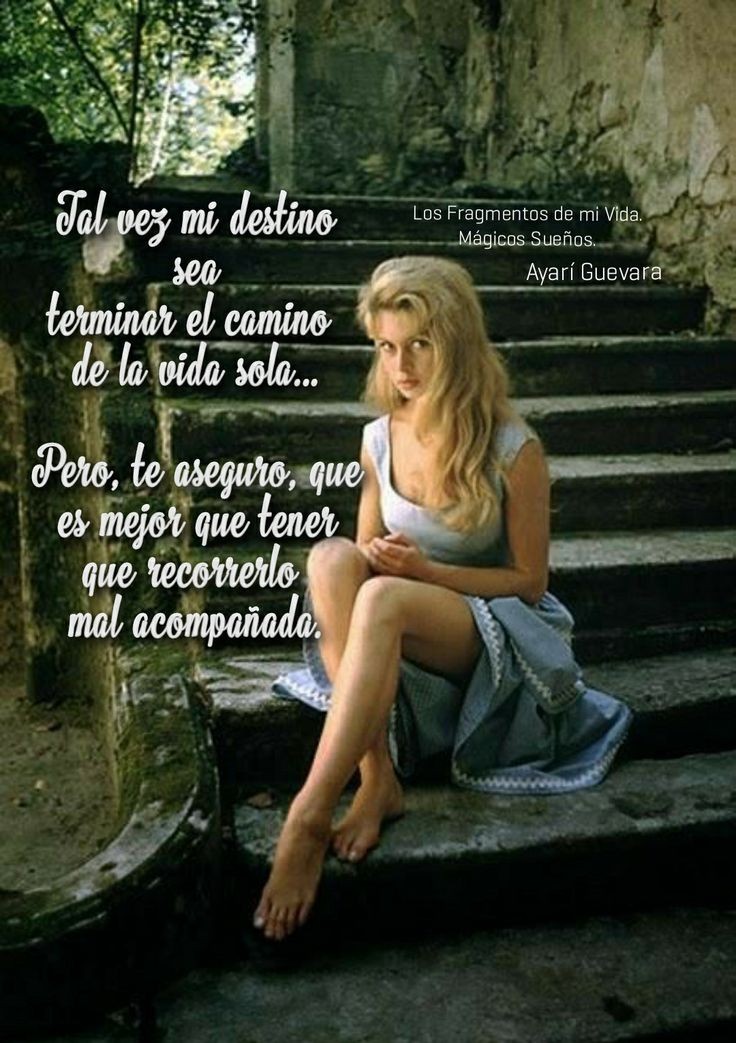 Tal vez mi destino
sea
terminar el camino
de la vida sola...
Pero, te aseguro, que
es mejor que tener
que recorrerlo
mal acompañada.
Los Fragmentos de mi Vida.
Mágicos Sueños.
Ayarí Guevara